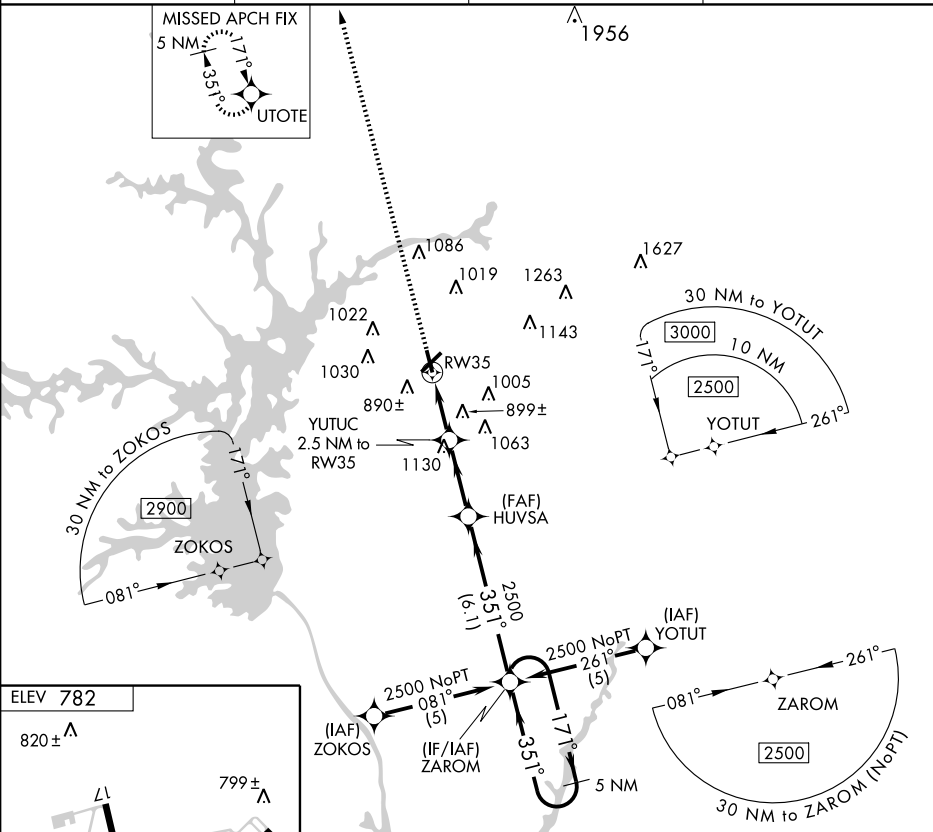 MISSED APCH FIX
5 NM
171°
351°
UTOTE
1956
1086
1019
1263
1627
1022
1143
1030
RW35
1005
890±
899±
YUTUC
2.5 NM to
RW35
1063
1130
30 NM to YOTUT
3000
10 NM
171°
2500
YOTUT
261°
30 NM to ZOKOS
171°
2900
ZOKOS
081°
(FAF)
HUVSA
2500
351°
(6.1)
(IAF)
YOTUT
2500 NoPT
261°
(5)
2500 NoPT
081°
(5)
(IAF)
ZOKOS
(IF/IAF)
ZAROM
351°
171°
5 NM
261°
081°
ZAROM
2500
30 NM to ZAROM (NoPT)
ELEV 782
820±
799±
17